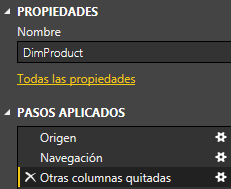 PROPIEDADES
Nombre
DimProduct
Todas las propiedades
PASOS APLICADOS
Origen
Navegación
Otras columnas quitadas